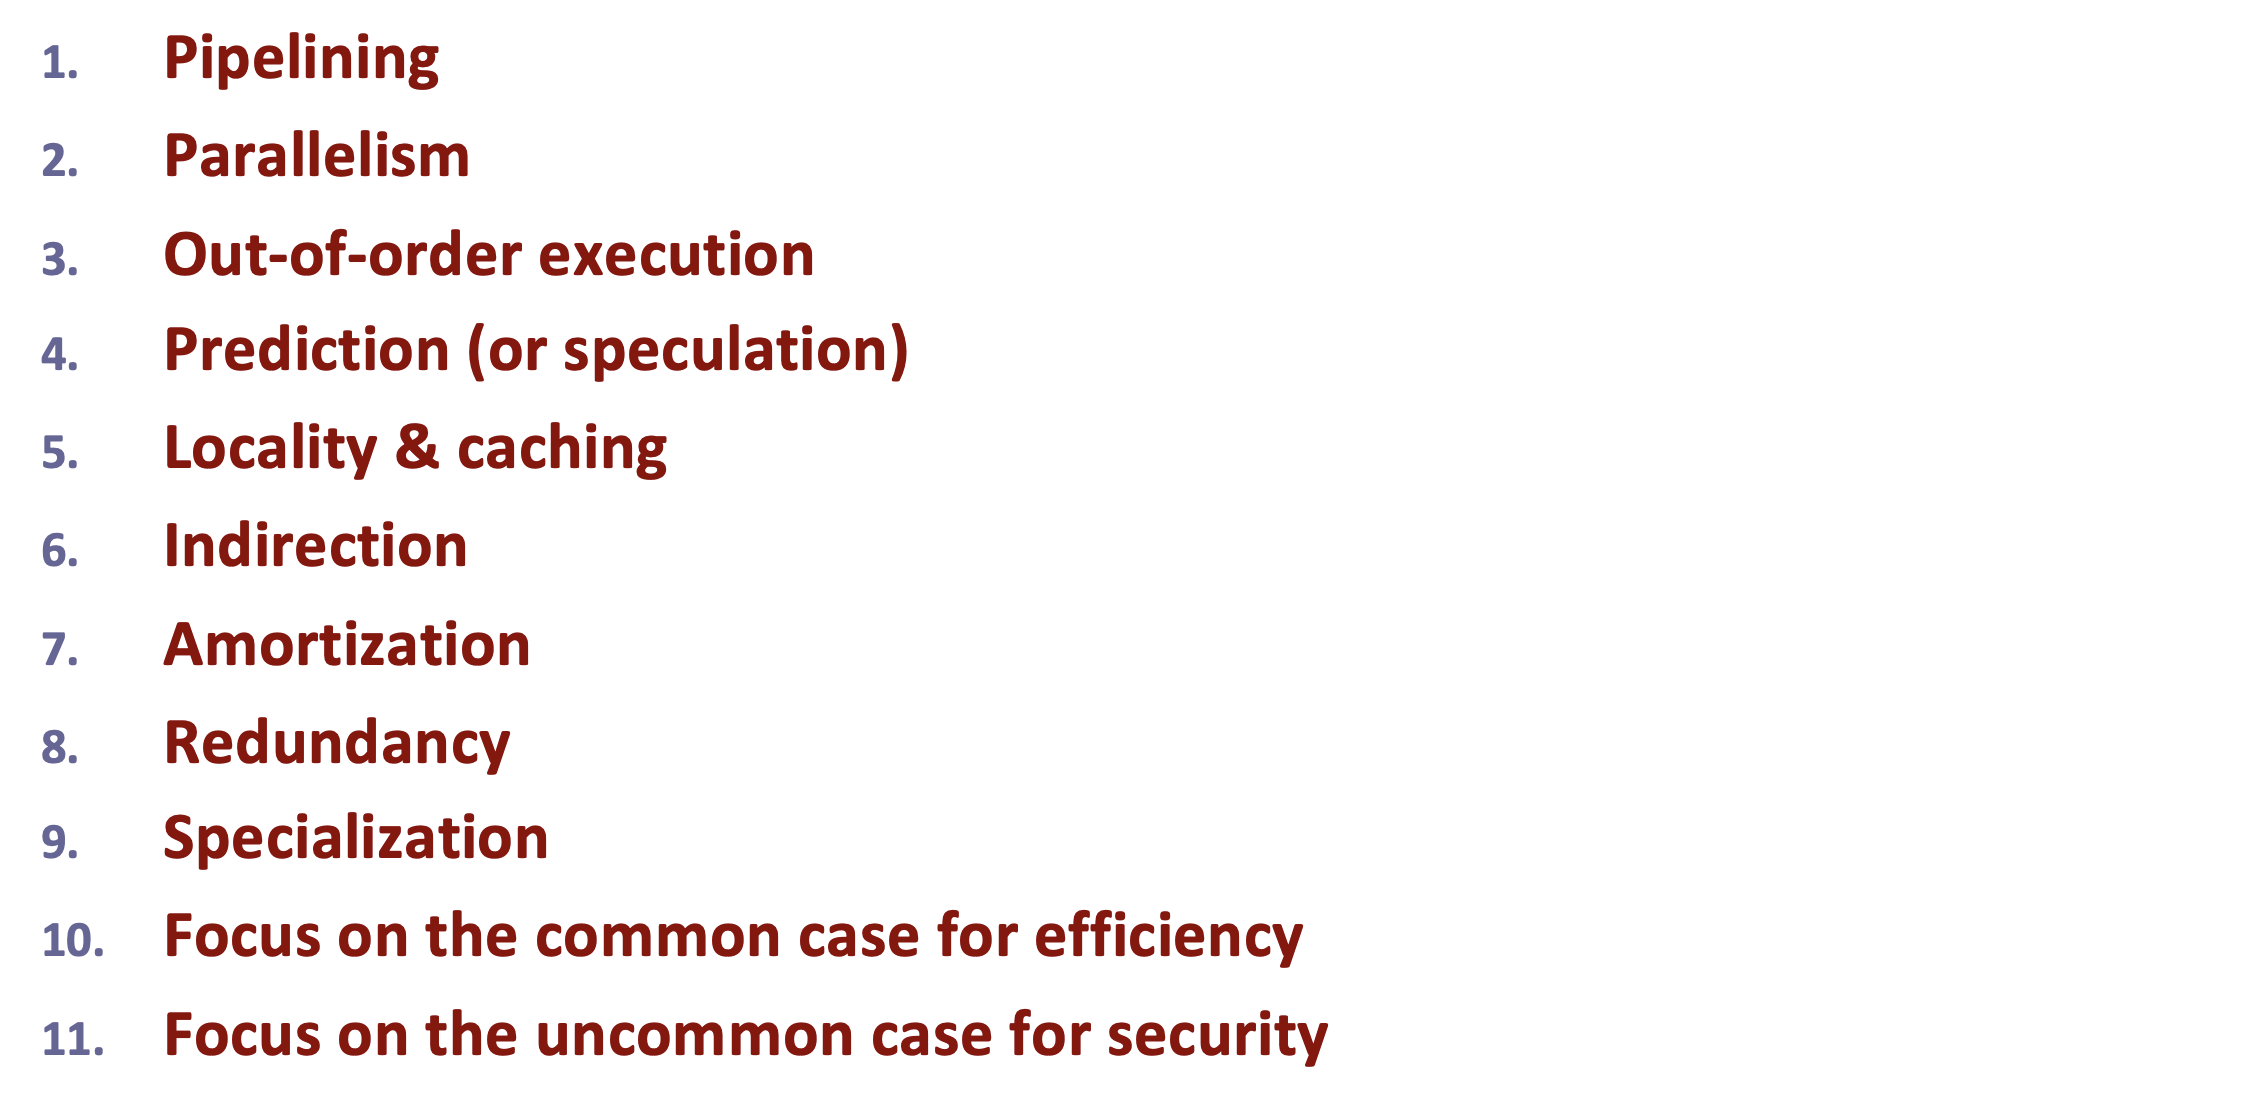 1. Pipelining
2. Parallelism
3. Out-of-order execution
4. Prediction (or speculation)
5. Locality & caching
6. Indirection
7. Amortization
8. Redundancy
9. Specialization
10. Focus on the common case for efficiency
11. Focus on the uncommon case for security